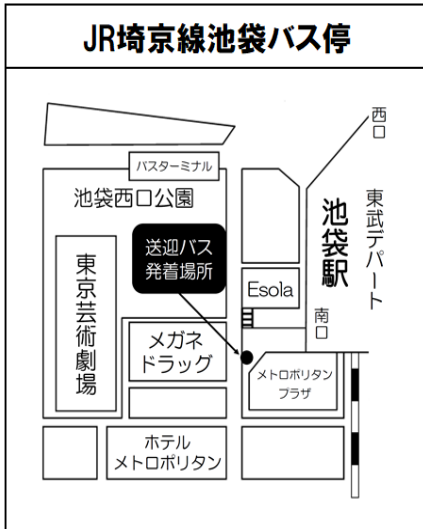 JR埼京線池袋バス停
西口
バスターミナル
池袋西口公園
東武デパート
池袋駅
送迎バス
発着場所
東京芸術劇場
Esola
南口
メガネ
ドラッグ
メトロポリタン
プラザ
ホテル
メトロポリタン